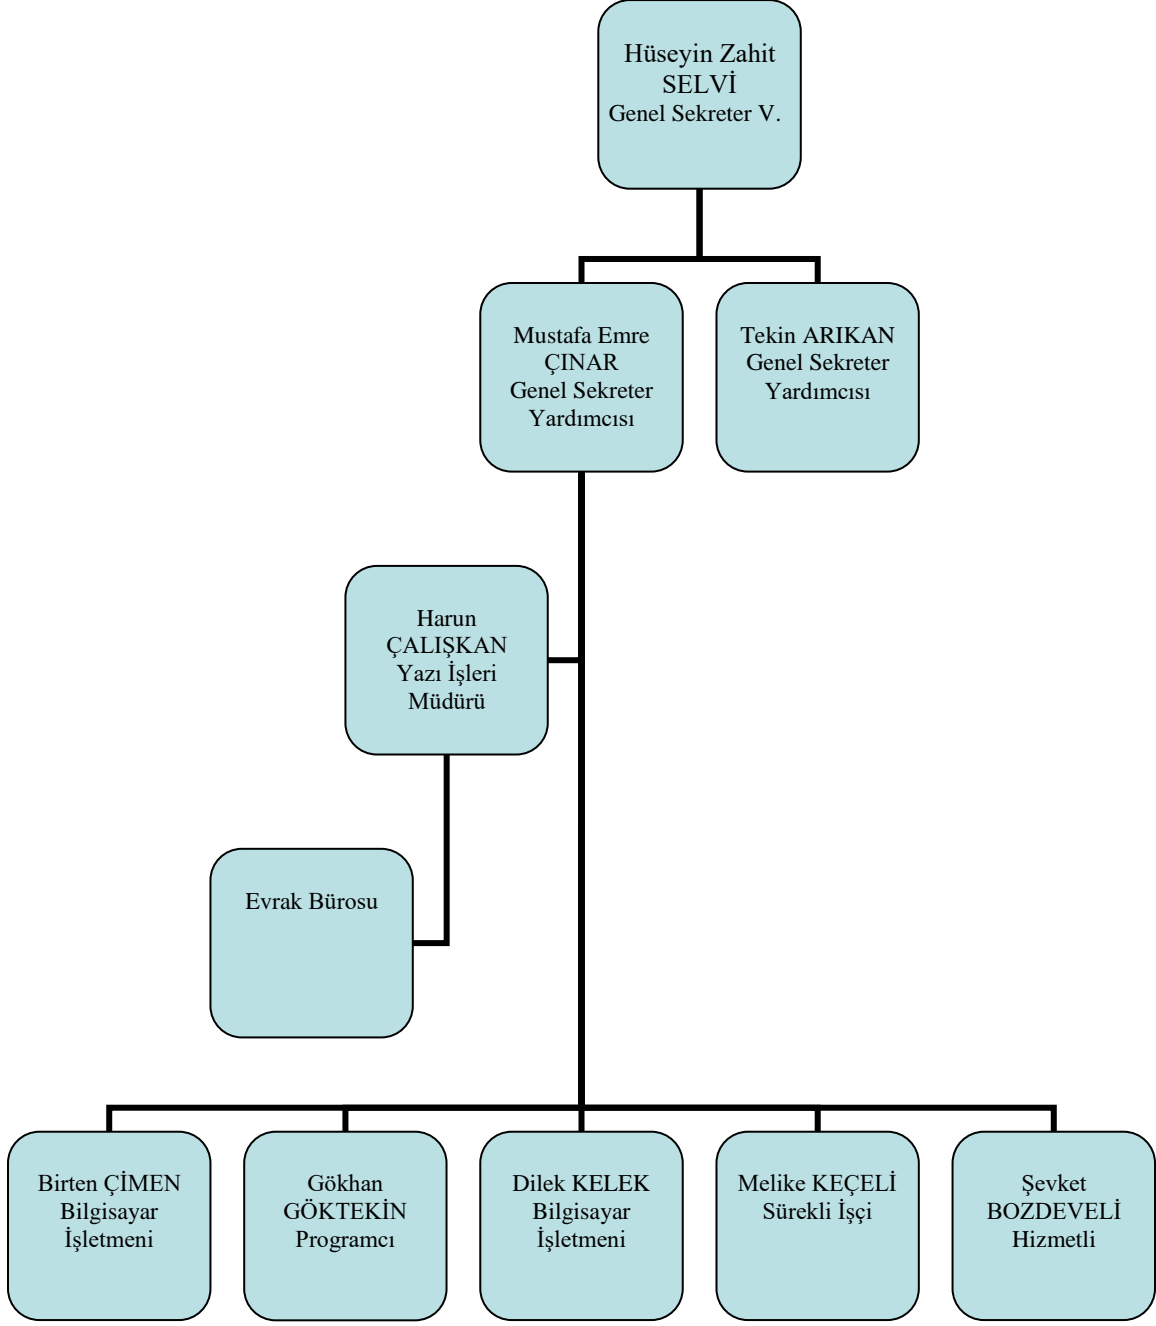 Hüseyin Zahit
SELVİ
Genel Sekreter V.
Mustafa Emre
ÇINAR
Genel Sekreter
Yardımcısı
Tekin ARIKAN
Genel Sekreter
Yardımcısı
Harun
ÇALIŞKAN
Yazı İşleri
Müdürü
Evrak Bürosu
Birten ÇİMEN
Bilgisayar
İşletmeni
Gökhan
GÖKTEKİN
Programcı
Dilek KELEK
Bilgisayar
İşletmeni
Melike KEÇELİ
Sürekli İşçi
Şevket
BOZDEVELİ
Hizmetli